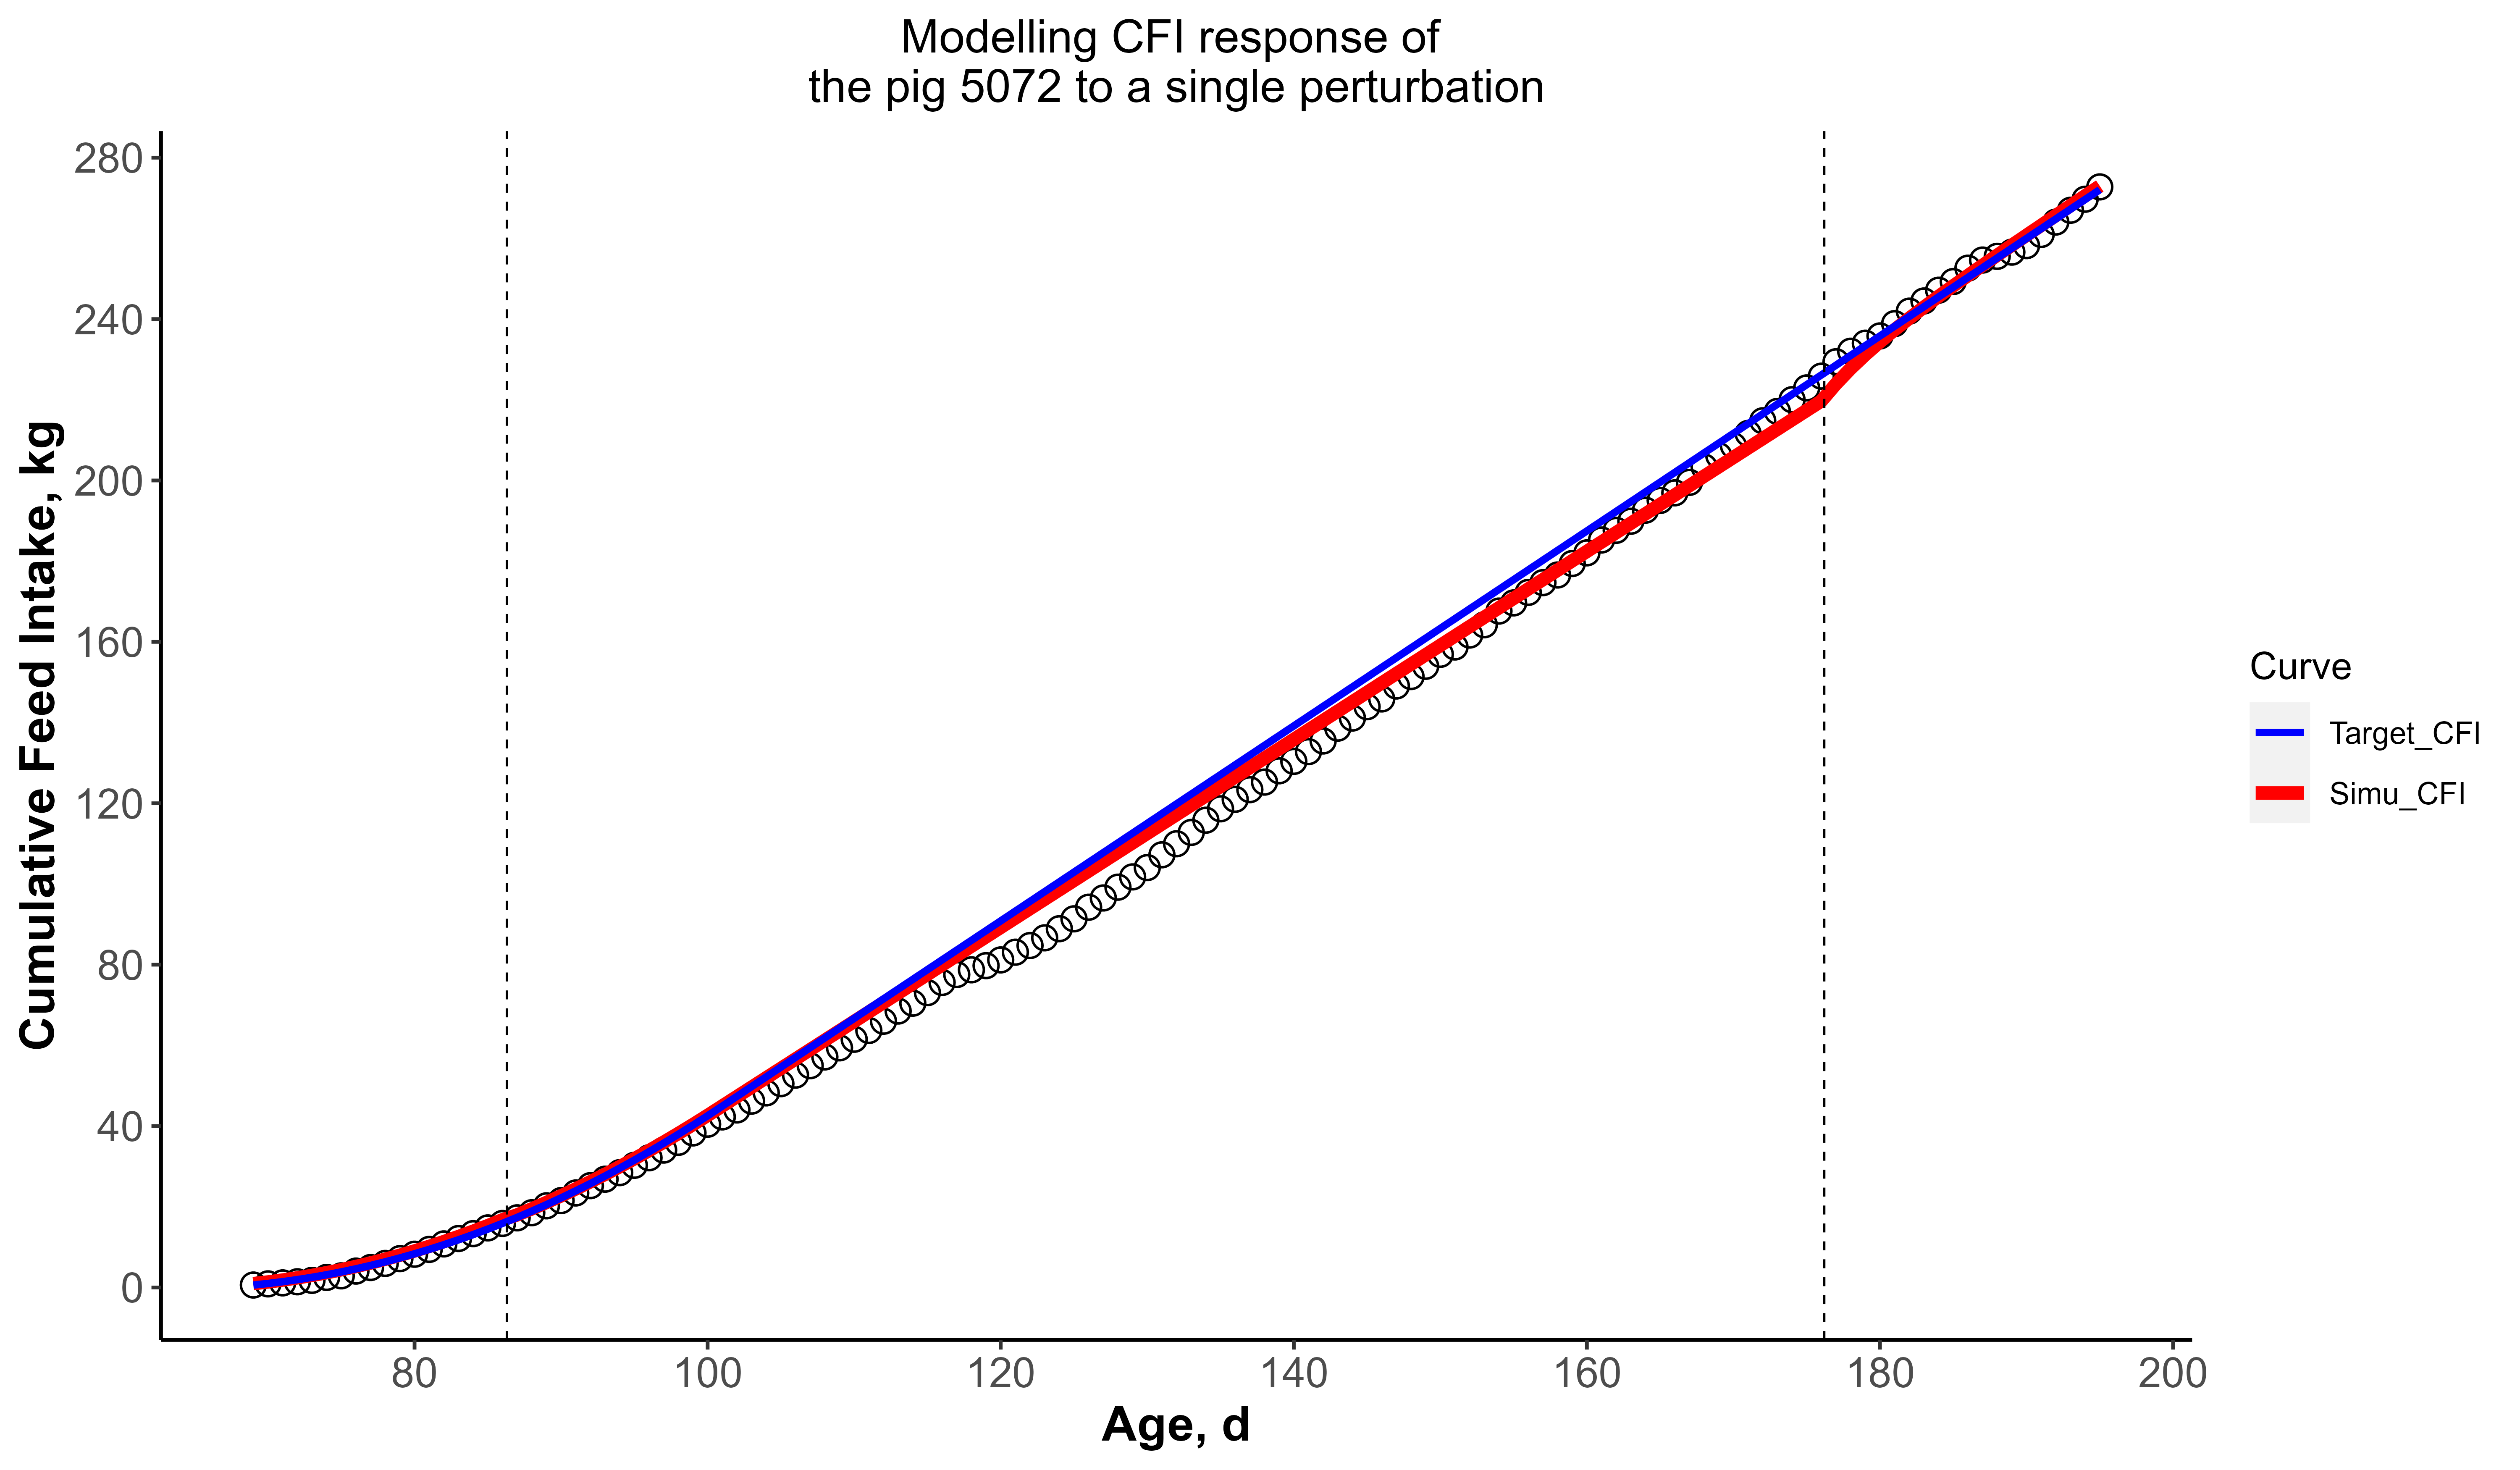 Modelling CFI response of
the pig 5072 to a single perturbation
Cumulative Feed Intake, kg
280
240
200
160
120
80
40
0
80 100 120 140 160 180 200
Age, d
Curve
Target_CFI
Simu_CFI